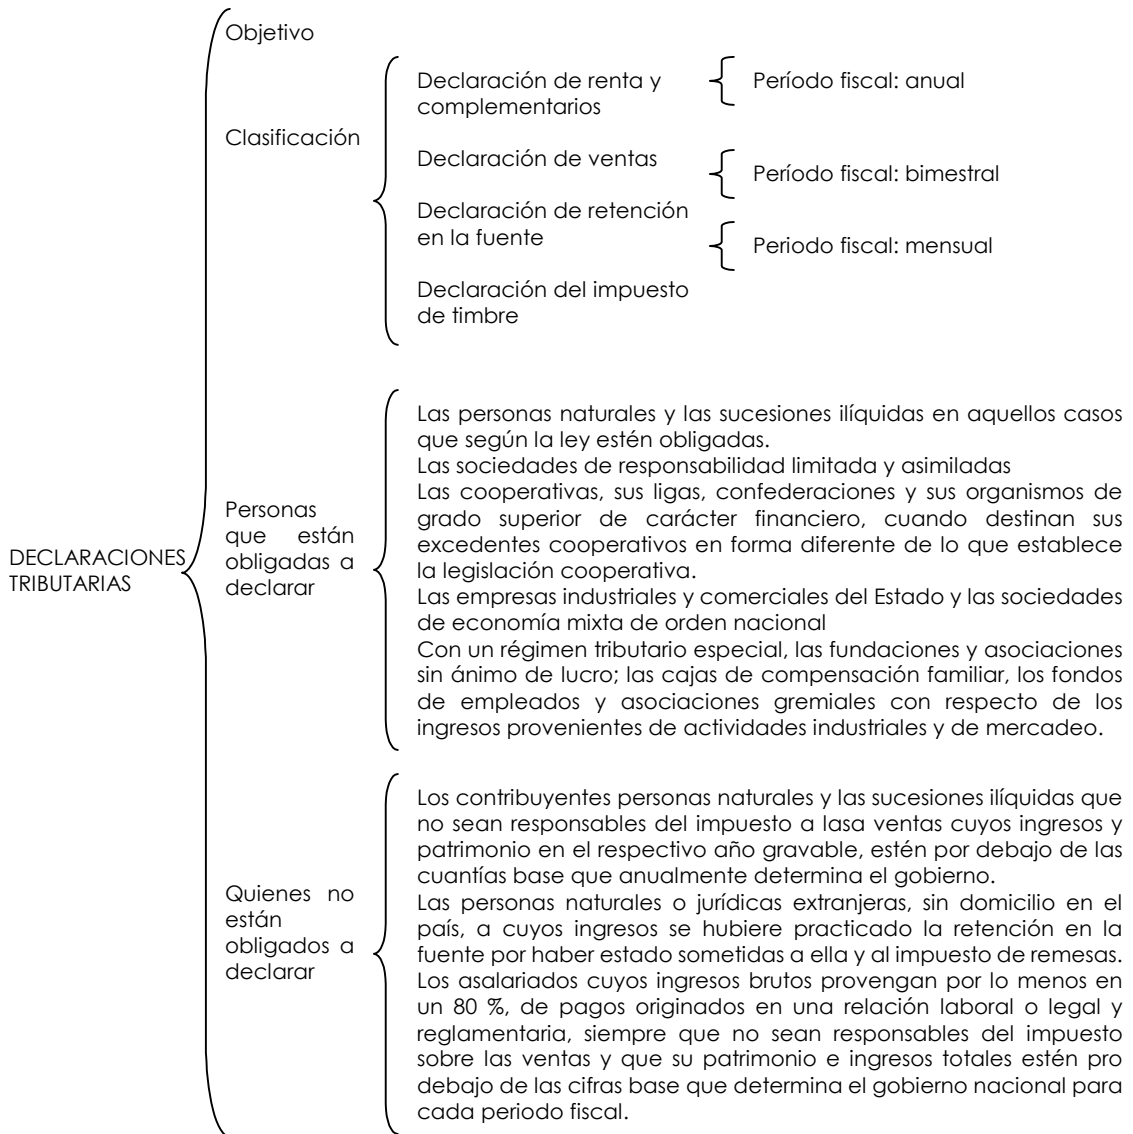 DECLARACIONES
TRIBUTARIAS
Objetivo
Clasificación
Declaración de renta y
complementarios
Período fiscal: anual
Declaración de ventas
Período fiscal: bimestral
Declaración de retención
en la fuente
Periodo fiscal: mensual
Declaración del impuesto
de timbre
Personas
que están
obligadas a
declarar
Las personas naturales y las sucesiones ilíquidas en aquellos casos
que según la ley estén obligadas.
Las sociedades de responsabilidad limitada y asimiladas
Las cooperativas, sus ligas, confederaciones y sus organismos de
grado superior de carácter financiero, cuando destinan sus
excedentes cooperativos en forma diferente de lo que establece
la legislación cooperativa.
Las empresas industriales y comerciales del Estado y las sociedades
de economía mixta de orden nacional
Con un régimen tributario especial, las fundaciones y asociaciones
sin ánimo de lucro; las cajas de compensación familiar, los fondos
de empleados y asociaciones gremiales con respecto de los
ingresos provenientes de actividades industriales y de mercadeo.
Quienes no
están
obligados a
declarar
Los contribuyentes personas naturales y las sucesiones ilíquidas que
no sean responsables del impuesto a lasa ventas cuyos ingresos y
patrimonio en el respectivo año gravable, estén por debajo de las
cuantías base que anualmente determina el gobierno.
Las personas naturales o jurídicas extranjeras, sin domicilio en el
país, a cuyos ingresos se hubiere practicado la retención en la
fuente por haber estado sometidas a ella y al impuesto de remesas.
Los asalariados cuyos ingresos brutos provengan por lo menos en
un 80 %, de pagos originados en una relación laboral o legal y
reglamentaria, siempre que no sean responsables del impuesto
sobre las ventas y que su patrimonio e ingresos totales estén pro
debajo de las cifras base que determina el gobierno nacional para
cada periodo fiscal.